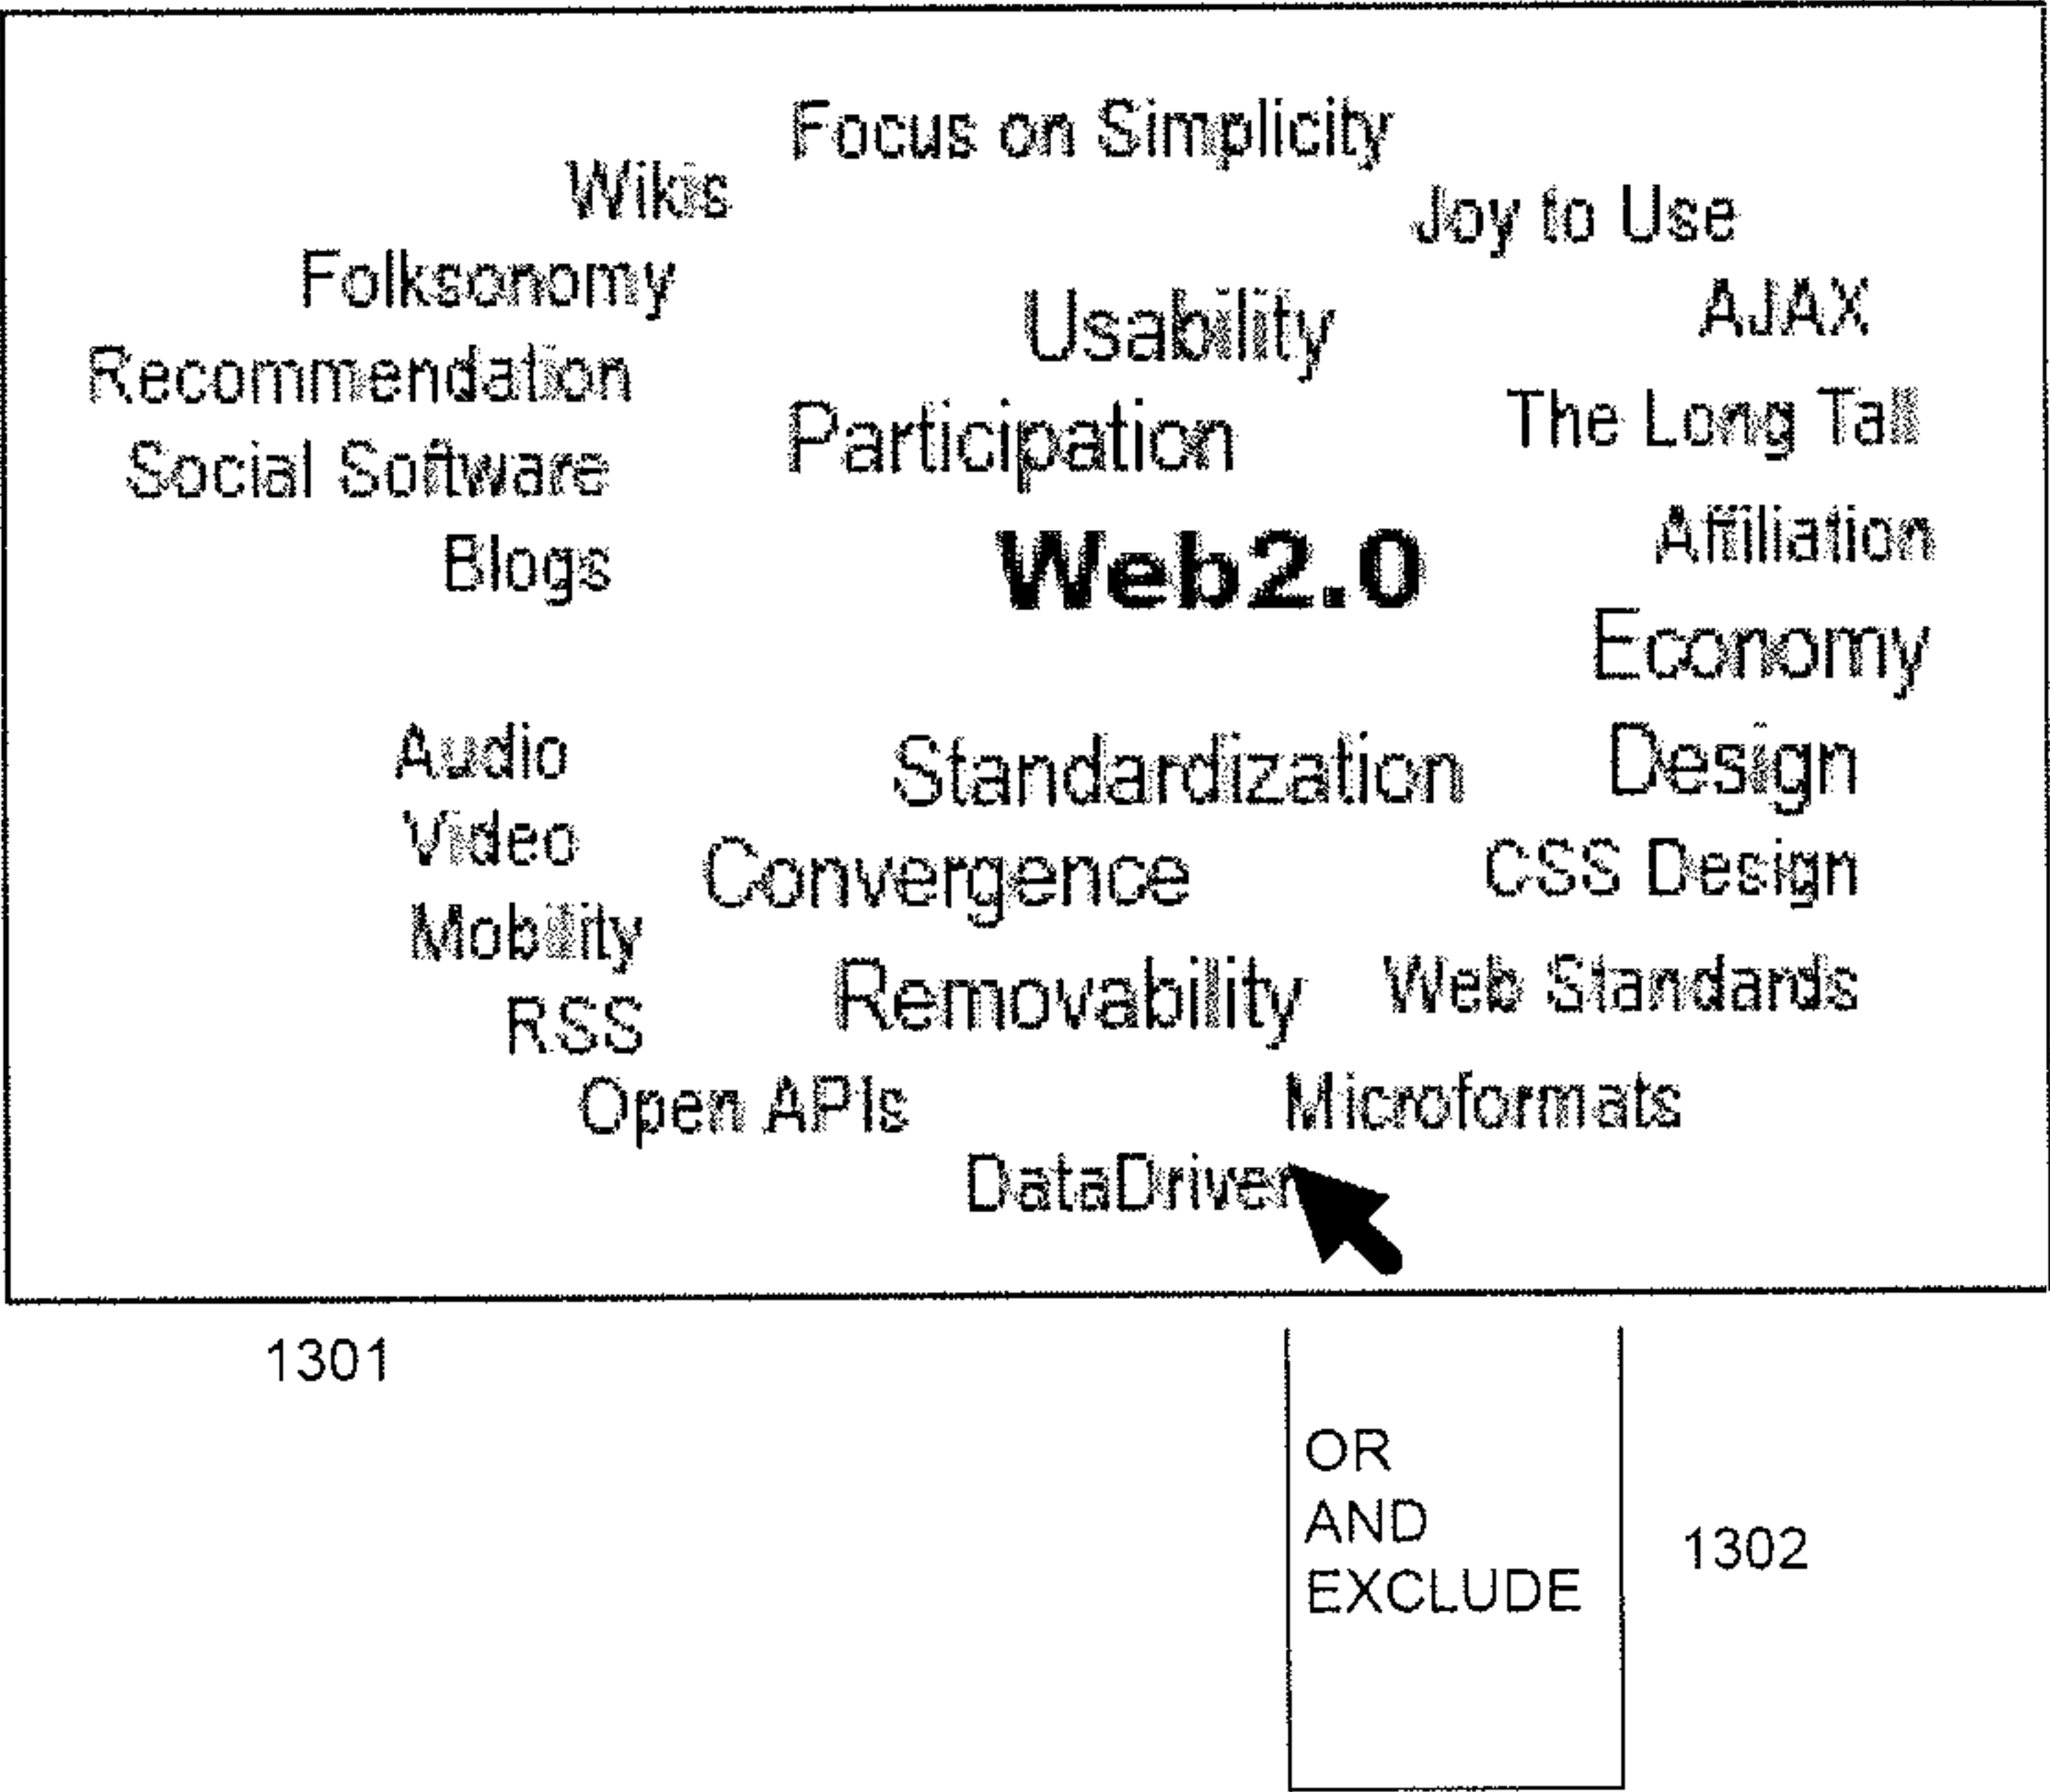 Focus on Simplicity
Wikis
Joy to Use
Folksonomy
Usability
AJAX
Recommendation
Participation
The Long Tall
Social Software
Blogs
Web2.0
Affiliation
Economy
Audio
Standardization
Design
Video
Convergence
CSS Design
Mobility
Removability
Web Standards
RSS
Open APIs
Microformats
DataDriven
1301
OR
AND
EXCLUDE
1302